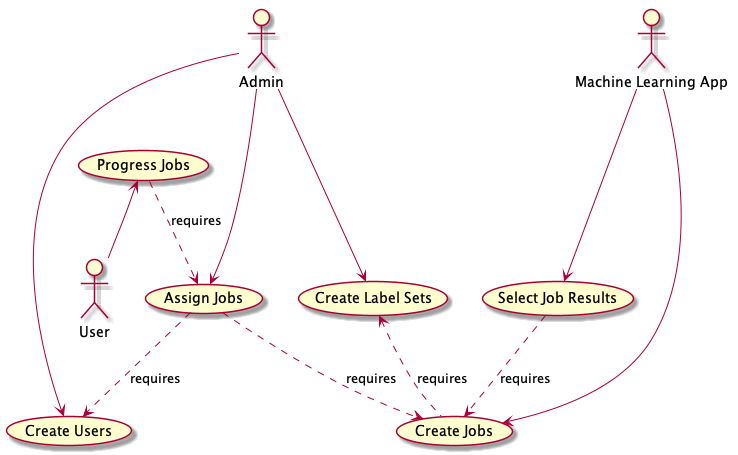 Admin
Machine Learning App
Progress Jobs
requires
Assign Jobs
Create Label Sets
Select Job Results
User
requires
requires
requires
requires
Create Users
Create Jobs